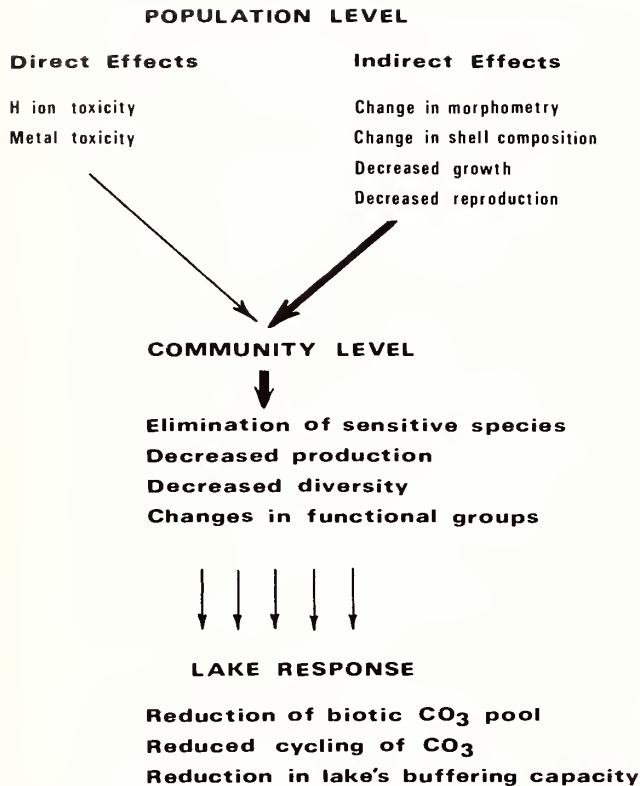 POPULATION LEVEL
Direct Effects
H ion toxicity
Metal toxicity
Indirect Effects
Change in morphometry
Change in shell composition
Decreased growth
Decreased reproduction
COMMUNITY LEVEL
Elimination of sensitive species
Decreased production
Decreased diversity
Changes in functional groups
LAKE RESPONSE
Reduction of biotic CO3 pool
Reduced cycling of CO3
Reduction in lake's buffering capacity